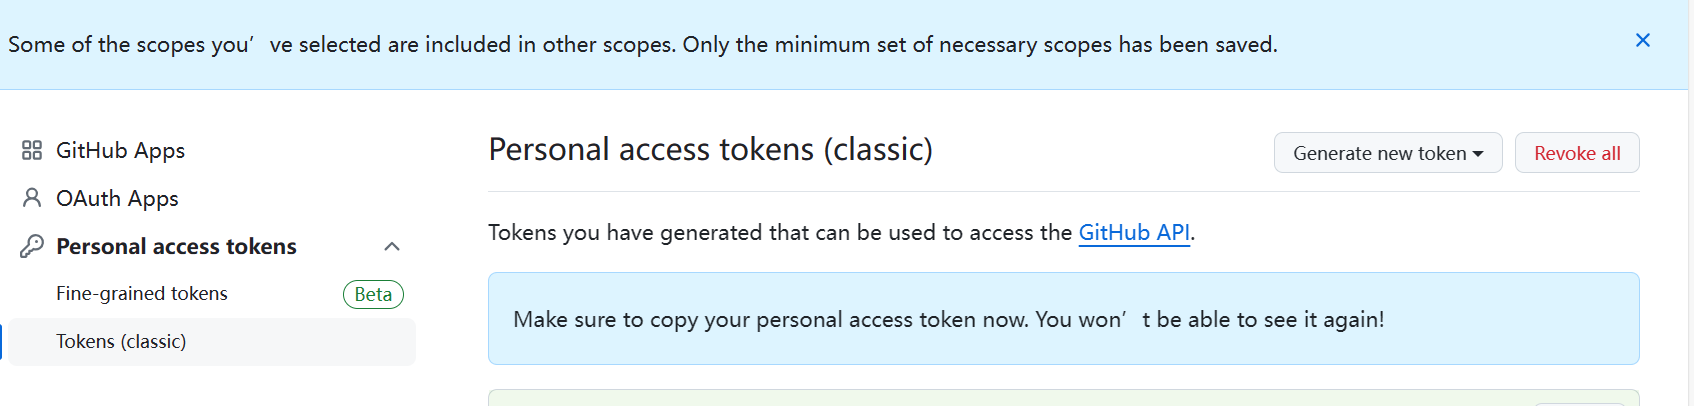 Some of the scopes you’ve selected are included in other scopes. Only the minimum set of necessary scopes has been saved.
GitHub Apps
OAuth Apps
Personal access tokens
Fine-grained tokens Beta
Tokens (classic)
Personal access tokens (classic)
Generate new token
Revoke all
Tokens you have generated that can be used to access the GitHub API.
Make sure to copy your personal access token now. You won’t be able to see it again!